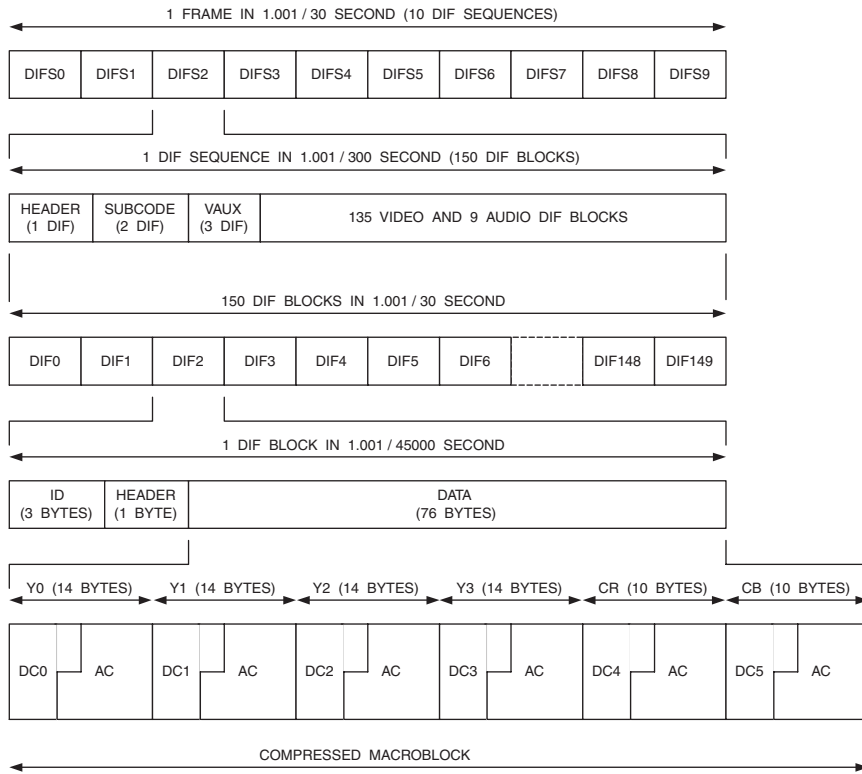 1 FRAME IN 1.001 / 30 SECOND (10 DIF SEQUENCES)
DIFS0 DIFS1 DIFS2 DIFS3 DIFS4 DIFS5 DIFS6 DIFS7 DIFS8 DIFS9
1 DIF SEQUENCE IN 1.001 / 300 SECOND (150 DIF BLOCKS)
HEADER
(1 DIF)
SUBCODE
(2 DIF)
VAUX
(3 DIF)
135 VIDEO AND 9 AUDIO DIF BLOCKS
150 DIF BLOCKS IN 1.001 / 30 SECOND
DIF0 DIF1 DIF2 DIF3 DIF4 DIF5 DIF6 DIF148 DIF149
1 DIF BLOCK IN 1.001 / 45000 SECOND
ID
(3 BYTES)
HEADER
(1 BYTE)
DATA
(76 BYTES)
Y0 (14 BYTES) Y1 (14 BYTES) Y2 (14 BYTES) Y3 (14 BYTES) CR (10 BYTES) CB (10 BYTES)
DC0 AC DC1 AC DC2 AC DC3 AC DC4 AC DC5 AC
COMPRESSED MACROBLOCK